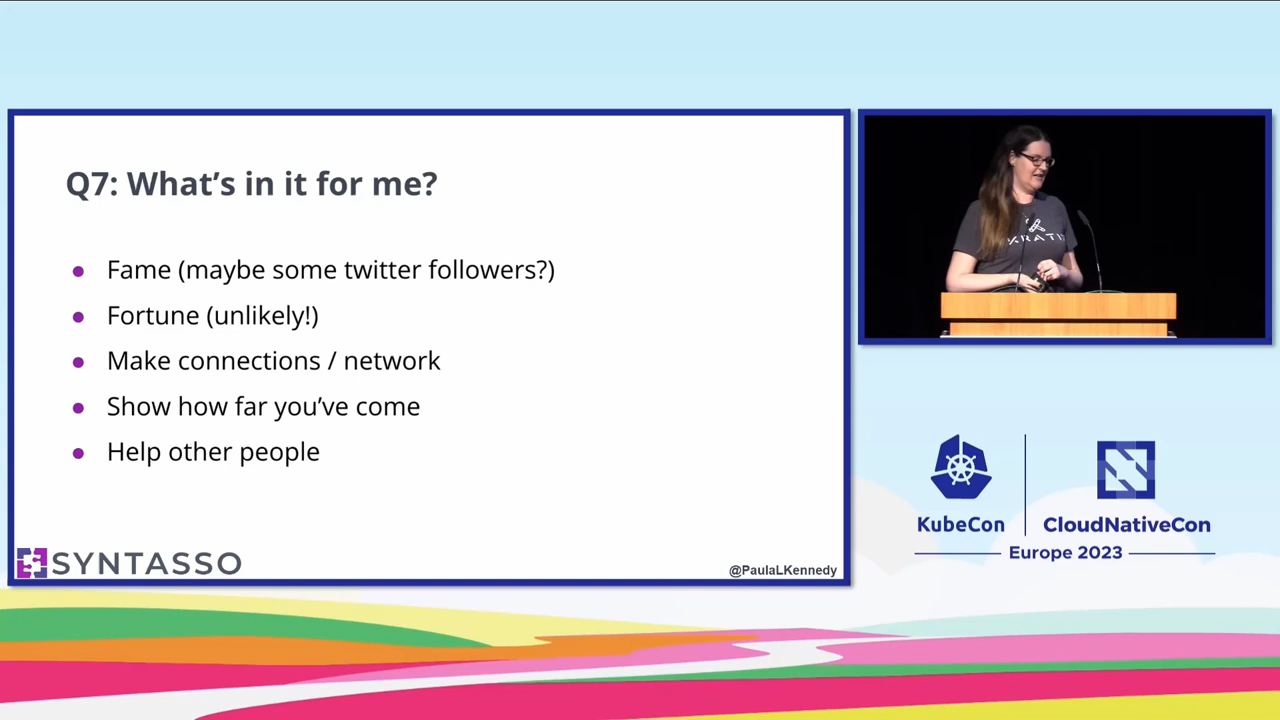 Q7: What's in it for me?
Fame (maybe some twitter followers?)
Fortune (unlikely!)
Make connections / network
Show how far you've come
Help other people
SYNTASSO
@PaulaLKennedy
KRATI
KubeCon
CloudNativeCon
Europe 2023